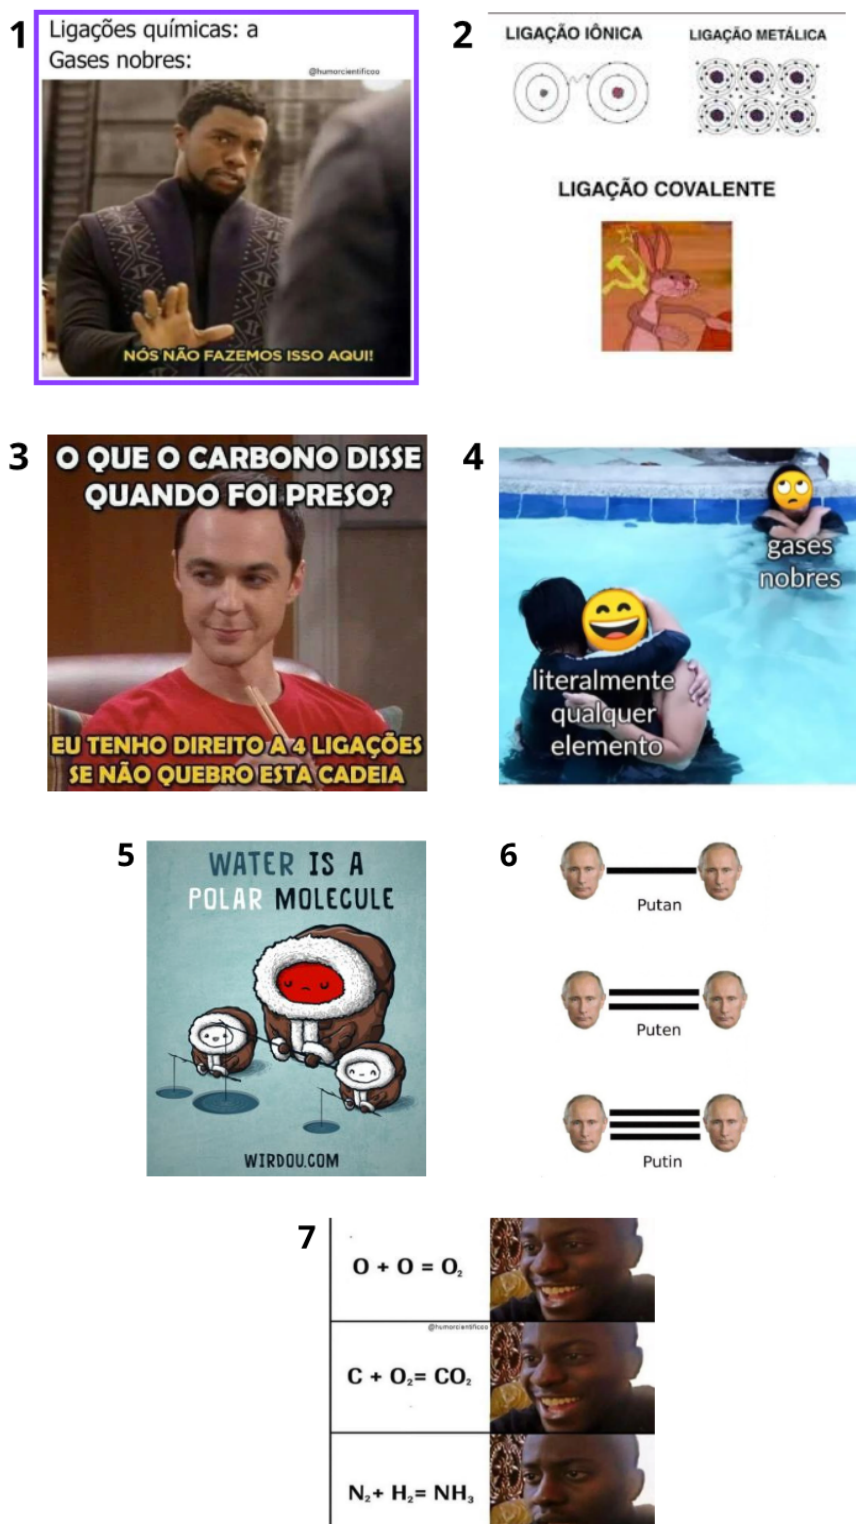 1
Ligações químicas: a
Gases nobres:
@humorcientificoo
NÓS NÃO FAZEMOS ISSO AQUI!
2
LIGAÇÃO IÔNICA
LIGAÇÃO METÁLICA
LIGAÇÃO COVALENTE
3
O QUE O CARBONO DISSE
QUANDO FOI PRESO?
EU TENHO DIREITO A 4 LIGAÇÕES
SE NÃO QUEBRO ESTA CADEIA
4
gases
nobres
literalmente
qualquer
elemento
5
WATER IS A
POLAR MOLECULE
WIRDOU.COM
6
Putan
Puten
Putin
7
O + O = O₂
@humorcientificoo
C + O₂= CO₂
N₂+ H₂= NH₃